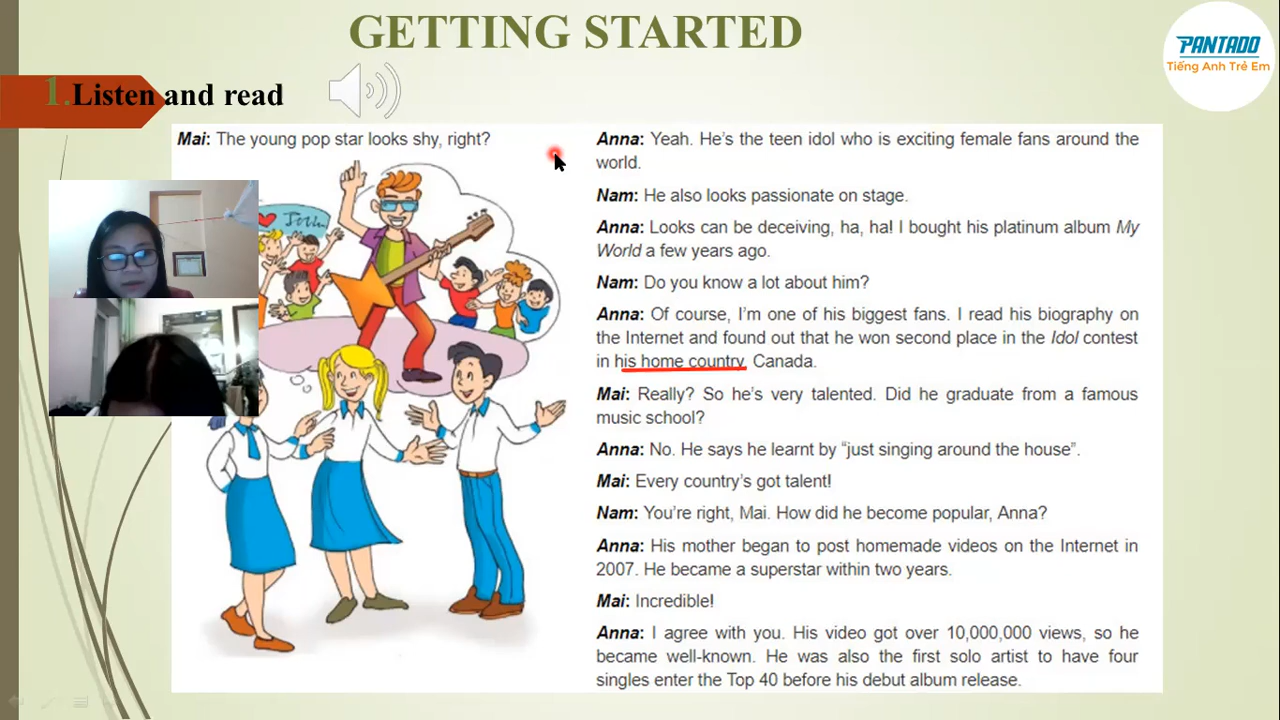 GETTING STARTED
PANTADO
Tiếng Anh Trẻ Em
1.Listen and read
Mai: The young pop star looks shy, right?
Anna: Yeah. He's the teen idol who is exciting female fans around the
world.
Nam: He also looks passionate on stage.
Anna: Looks can be deceiving, ha, ha! I bought his platinum album My
World a few years ago.
Nam: Do you know a lot about him?
Anna: Of course, I'm one of his biggest fans. I read his biography on
the Internet and found out that he won second place in the Idol contest
in his home country, Canada.
Mai: Really? So he's very talented. Did he graduate from a famous
music school?
Anna: No. He says he learnt by “just singing around the house”.
Mai: Every country's got talent!
Nam: You're right, Mai. How did he become popular, Anna?
Anna: His mother began to post homemade videos on the Internet in
2007. He became a superstar within two years.
Mai: Incredible!
Anna: I agree with you. His video got over 10,000,000 views, so he
became well-known. He was also the first solo artist to have four
singles enter the Top 40 before his debut album release.